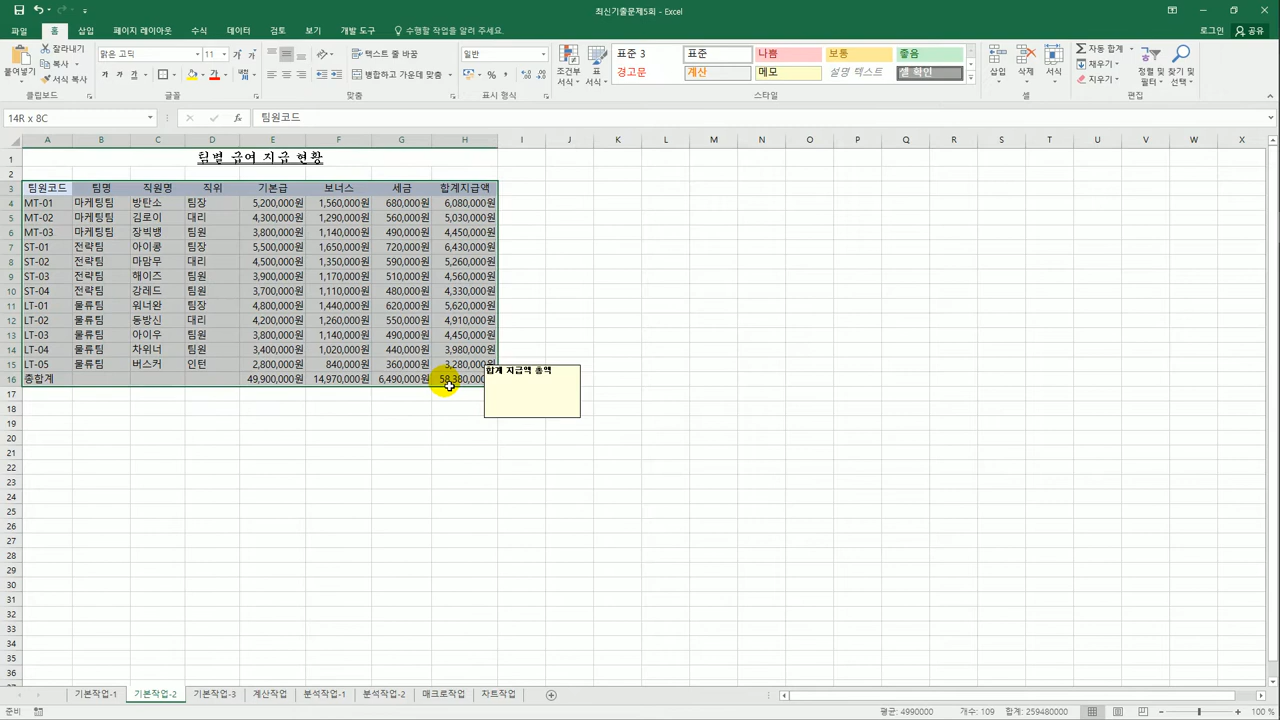 최신기출문제5회 - Excel
파일 홈 삽입 페이지 레이아웃 수식 데이터 검토 보기 개발 도구 수행할 작업을 알려 주세요. 로그인 공유
붙여넣기 잘라내기 복사 서식 복사 클립보드
맑은 고딕 11 가 가 가 가 가 가 글꼴
텍스트 줄 바꿈 병합하고 가운데 맞춤 맞춤
일반 % 표시 형식
조건부 서식 표 서식 표준 3 표준 나쁨 보통 좋음
경고문 계산 메모 설명 텍스트 셀 확인 스타일
삽입 삭제 서식 셀
자동 합계 채우기 지우기 정렬 및 필터 찾기 및 선택 편집
14R x 8C fx 팀원코드
A B C D E F G H I J K L M N O P Q R S T U V W X
1 팀별 급여 지급 현황
2
3 팀원코드 팀명 직원명 직위 기본급 보너스 세금 합계지급액
4 MT-01 마케팅팀 방탄소 팀장 5,200,000원 1,560,000원 680,000원 6,080,000원
5 MT-02 마케팅팀 김로이 대리 4,300,000원 1,290,000원 560,000원 5,030,000원
6 MT-03 마케팅팀 장빅뱅 팀원 3,800,000원 1,140,000원 490,000원 4,450,000원
7 ST-01 전략팀 아이콩 팀장 5,500,000원 1,650,000원 720,000원 6,430,000원
8 ST-02 전략팀 마맘무 대리 4,500,000원 1,350,000원 590,000원 5,260,000원
9 ST-03 전략팀 해이즈 팀원 3,900,000원 1,170,000원 510,000원 4,560,000원
10 ST-04 전략팀 강레드 팀원 3,700,000원 1,110,000원 480,000원 4,330,000원
11 LT-01 물류팀 워너완 팀장 4,800,000원 1,440,000원 620,000원 5,620,000원
12 LT-02 물류팀 동방신 대리 4,200,000원 1,260,000원 550,000원 4,910,000원
13 LT-03 물류팀 아이우 팀원 3,800,000원 1,140,000원 490,000원 4,450,000원
14 LT-04 물류팀 차위너 팀원 3,400,000원 1,020,000원 440,000원 3,980,000원
15 LT-05 물류팀 버스커 인턴 2,800,000원 840,000원 360,000원 3,280,000원
합계 지급액 총액
16 총합계 49,900,000원 14,970,000원 6,490,000원 58,380,000
17
18
19
20
21
22
23
24
25
26
27
28
29
30
31
32
33
34
35
36
기본작업-1 기본작업-2 기본작업-3 계산작업 분석작업-1 분석작업-2 매크로작업 차트작업
준비 평균: 4990000 개수: 109 합계: 259480000 100 %